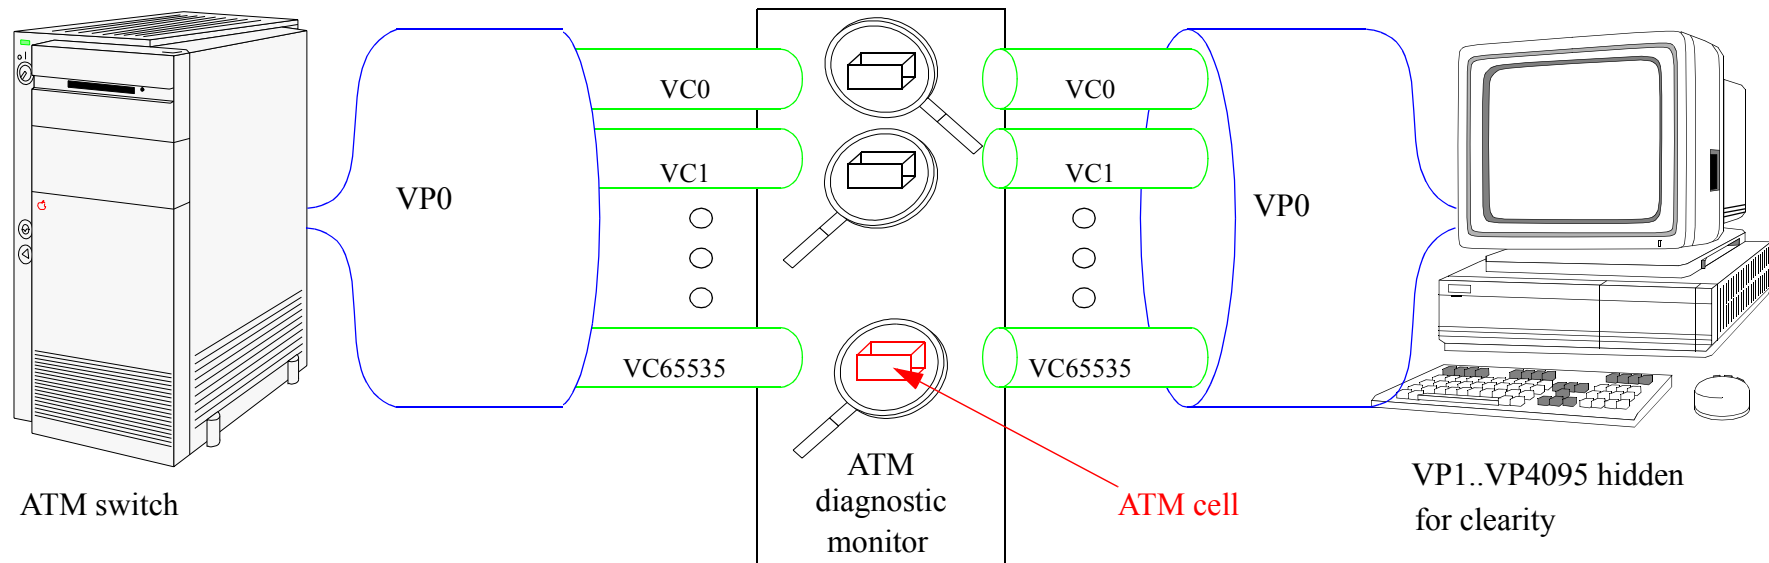 VC0
VC0
VC1
VC1
VP0
VP0
VC65535
VC65535
ATM switch
ATM
diagnostic
monitor
ATM cell
VP1..VP4095 hidden
for clearity